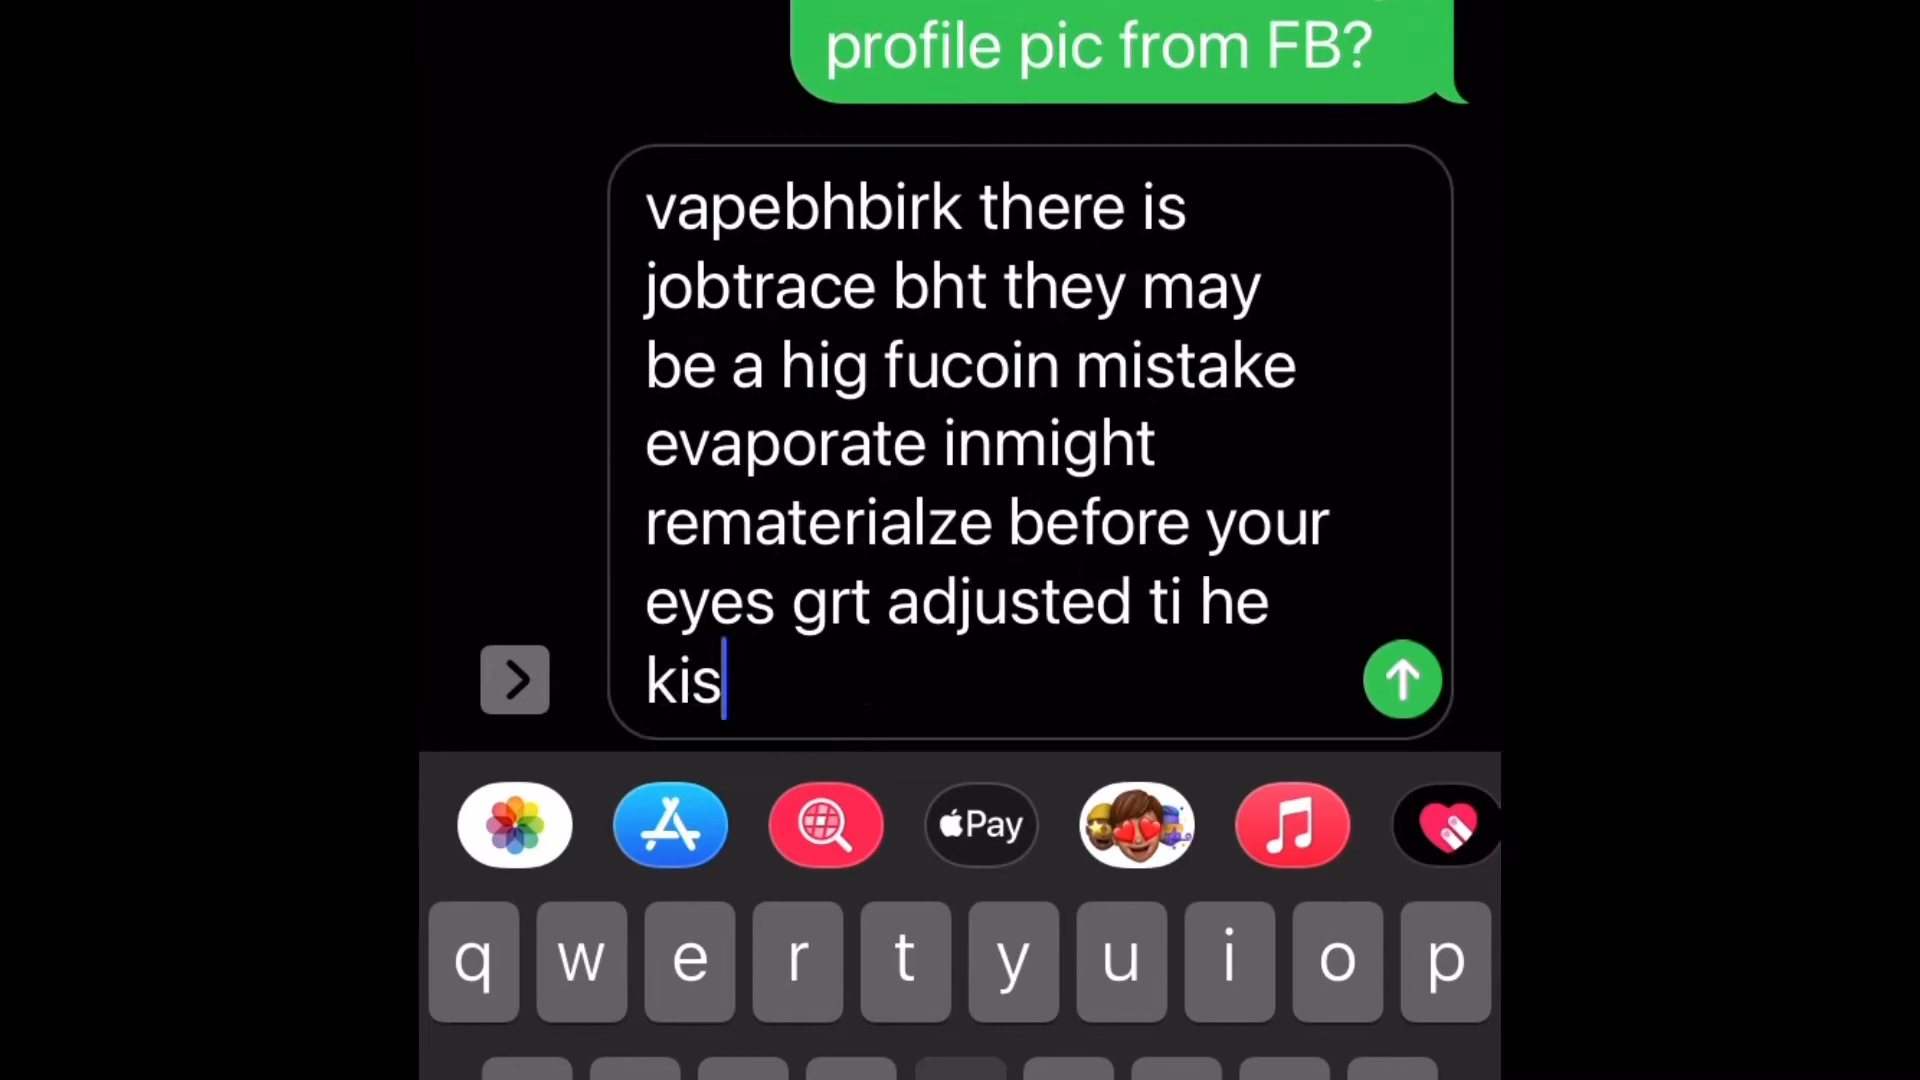 profile pic from FB?
vapebhbirk there is
jobtrace bht they may
be a hig fucoin mistake
evaporate inmight
rematerialze before your
eyes grt adjusted ti he
kis
Pay
q w e r t y u i o p